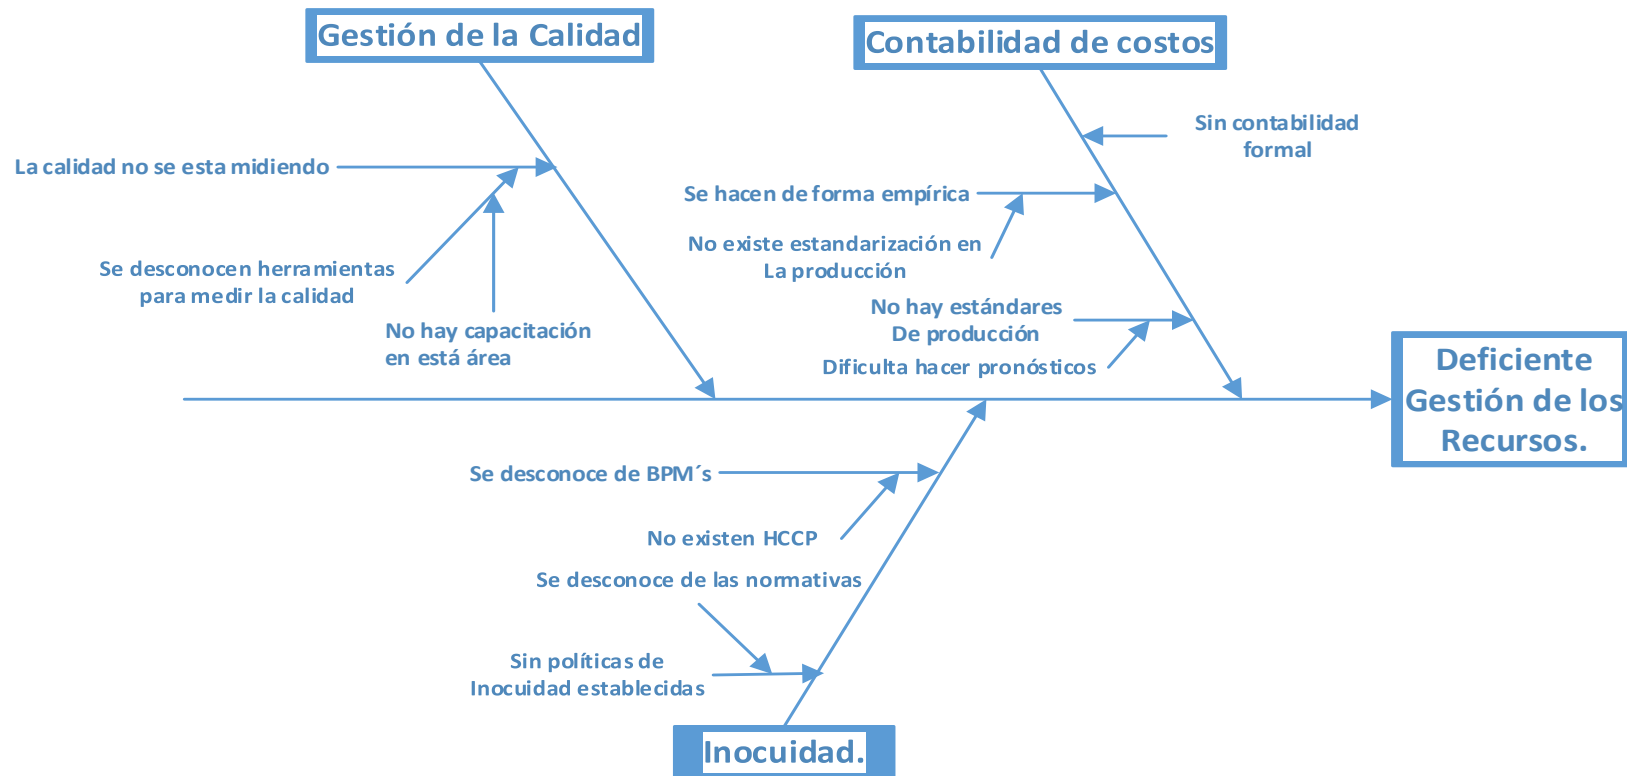 Gestión de la Calidad
Contabilidad de costos
Sin contabilidad
formal
La calidad no se esta midiendo
Se hacen de forma empírica
No existe estandarización en
La producción
Se desconocen herramientas
para medir la calidad
No hay estándares
De producción
No hay capacitación
en está área
Dificulta hacer pronósticos
Deficiente
Gestión de los
Recursos.
Se desconoce de BPM´s
No existen HCCP
Se desconoce de las normativas
Sin políticas de
Inocuidad establecidas
Inocuidad.